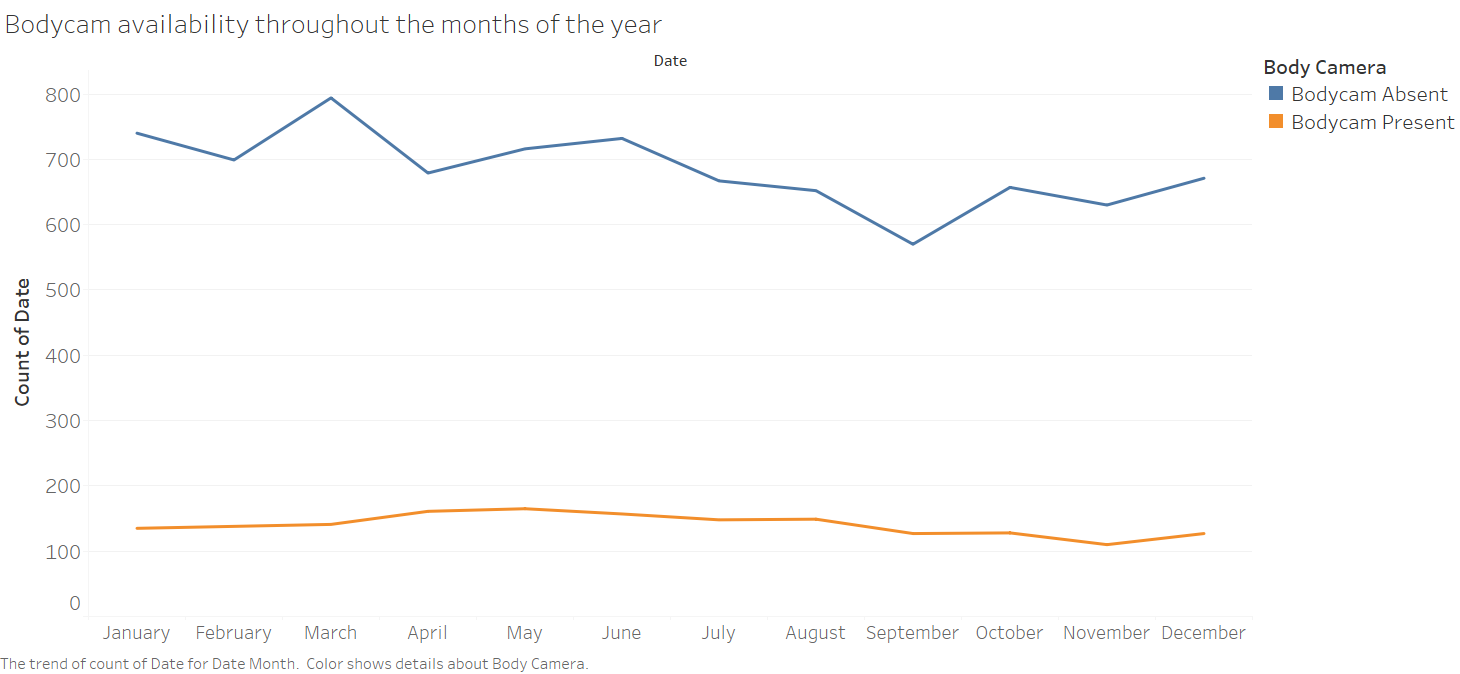 Bodycam availability throughout the months of the year
Date
Body Camera
Bodycam Absent
Bodycam Present
Count of Date
800
700
600
500
400
300
200
100
0
January February March April May June July August September October November December
The trend of count of Date for Date Month.  Color shows details about Body Camera.